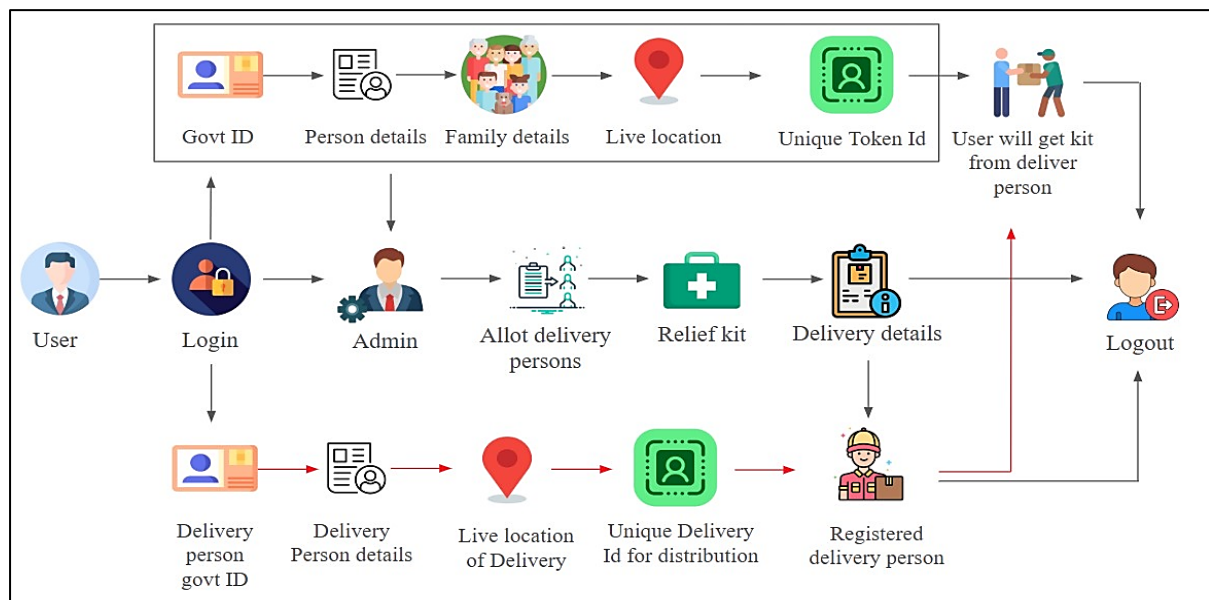 Govt ID
Person details
Family details
Live location
Unique Token Id
User will get kit
from deliver
person
User
Login
Admin
Allot delivery
persons
Relief kit
Delivery details
Logout
Delivery
person
govt ID
Delivery
Person details
Live location
of Delivery
Unique Delivery
Id for distribution
Registered
delivery person